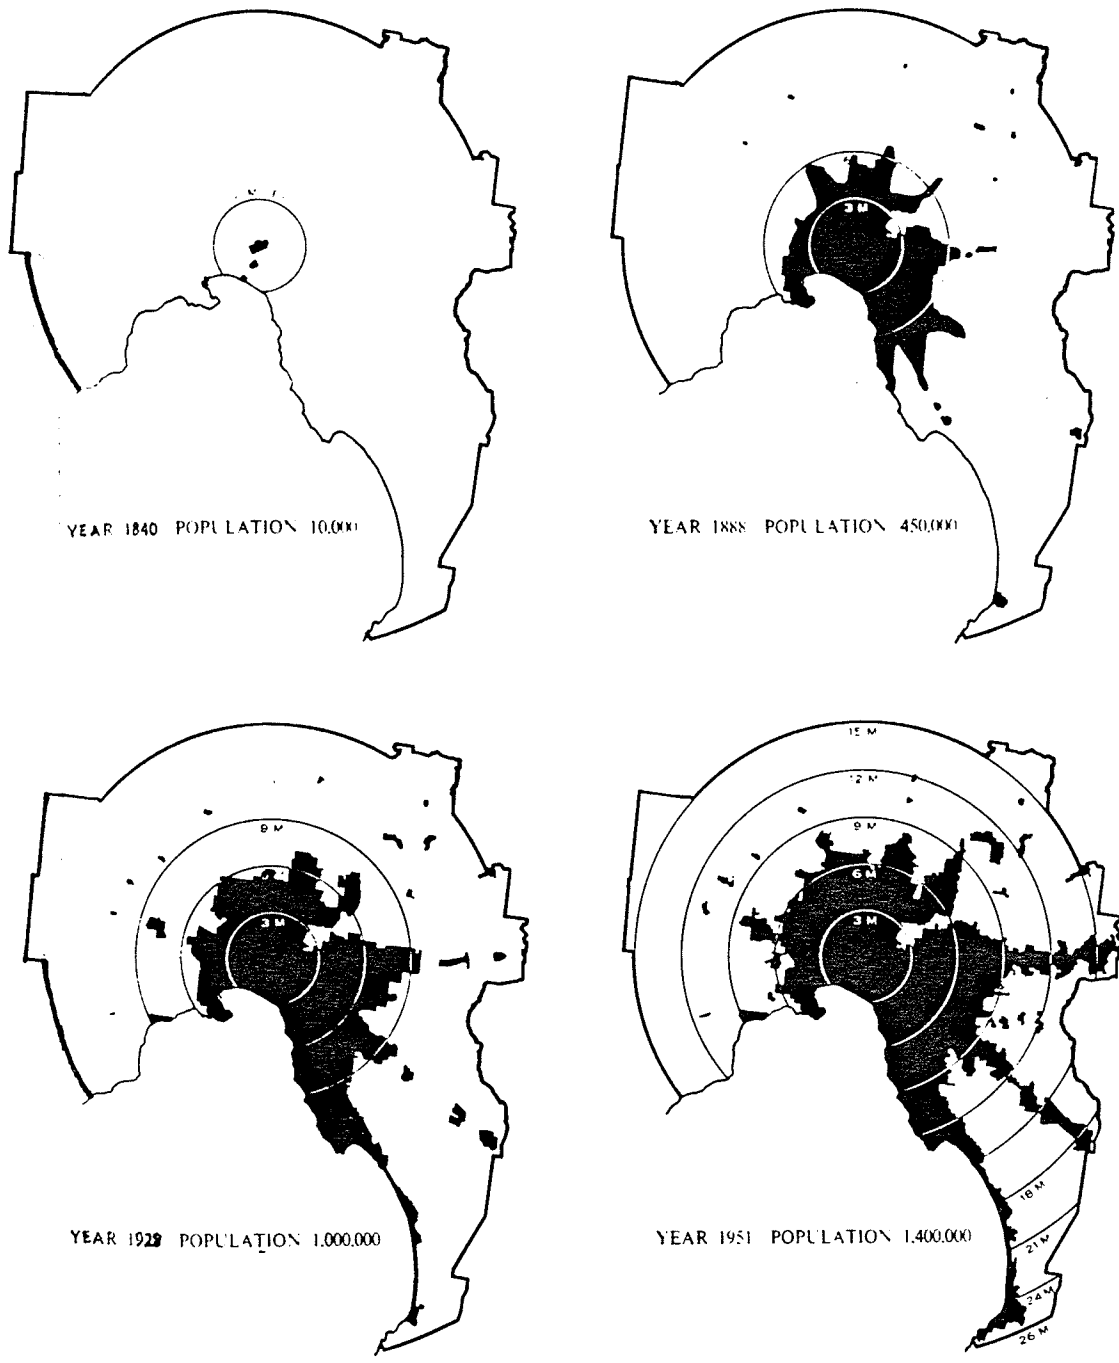 YEAR 1840 POPULATION 10,000
3 M
YEAR 1888 POPULATION 450,000
9 M
3 M
YEAR 1928 POPULATION 1,000,000
15 M
12 M
9 M
6 M
3 M
18 M
21 M
24 M
26 M
YEAR 1951 POPULATION 1,400,000